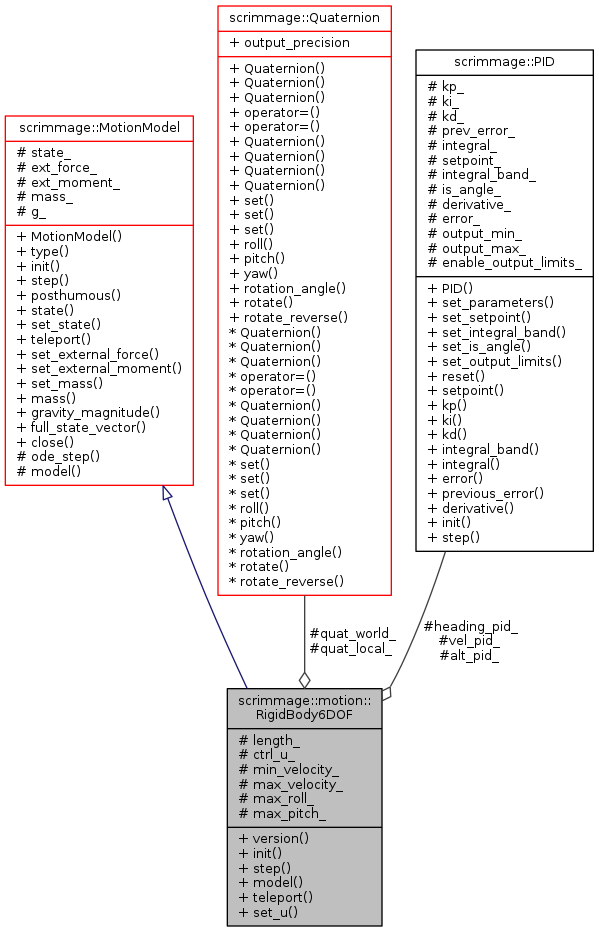 scrimmage::Quaternion
+ output_precision
+ Quaternion()
+ Quaternion()
+ Quaternion()
+ operator=()
+ operator=()
+ Quaternion()
+ Quaternion()
+ Quaternion()
+ Quaternion()
+ set()
+ set()
+ set()
+ roll()
+ pitch()
+ yaw()
+ rotation_angle()
+ rotate()
+ rotate_reverse()
* Quaternion()
* Quaternion()
* Quaternion()
* operator=()
* operator=()
* Quaternion()
* Quaternion()
* Quaternion()
* Quaternion()
* set()
* set()
* set()
* roll()
* pitch()
* yaw()
* rotation_angle()
* rotate()
* rotate_reverse()
scrimmage::PID
# kp_
# ki_
# kd_
# prev_error_
# integral_
# setpoint_
# integral_band_
# is_angle_
# derivative_
# error_
# output_min_
# output_max_
# enable_output_limits_
+ PID()
+ set_parameters()
+ set_setpoint()
+ set_integral_band()
+ set_is_angle()
+ set_output_limits()
+ reset()
+ setpoint()
+ kp()
+ ki()
+ kd()
+ integral_band()
+ integral()
+ error()
+ previous_error()
+ derivative()
+ init()
+ step()
scrimmage::MotionModel
# state_
# ext_force_
# ext_moment_
# mass_
# g_
+ MotionModel()
+ type()
+ init()
+ step()
+ posthumous()
+ state()
+ set_state()
+ teleport()
+ set_external_force()
+ set_external_moment()
+ set_mass()
+ mass()
+ gravity_magnitude()
+ full_state_vector()
+ close()
# ode_step()
# model()
#quat_world_
#quat_local_
#heading_pid_
#vel_pid_
#alt_pid_
scrimmage::motion::
RigidBody6DOF
# length_
# ctrl_u_
# min_velocity_
# max_velocity_
# max_roll_
# max_pitch_
+ version()
+ init()
+ step()
+ model()
+ teleport()
+ set_u()